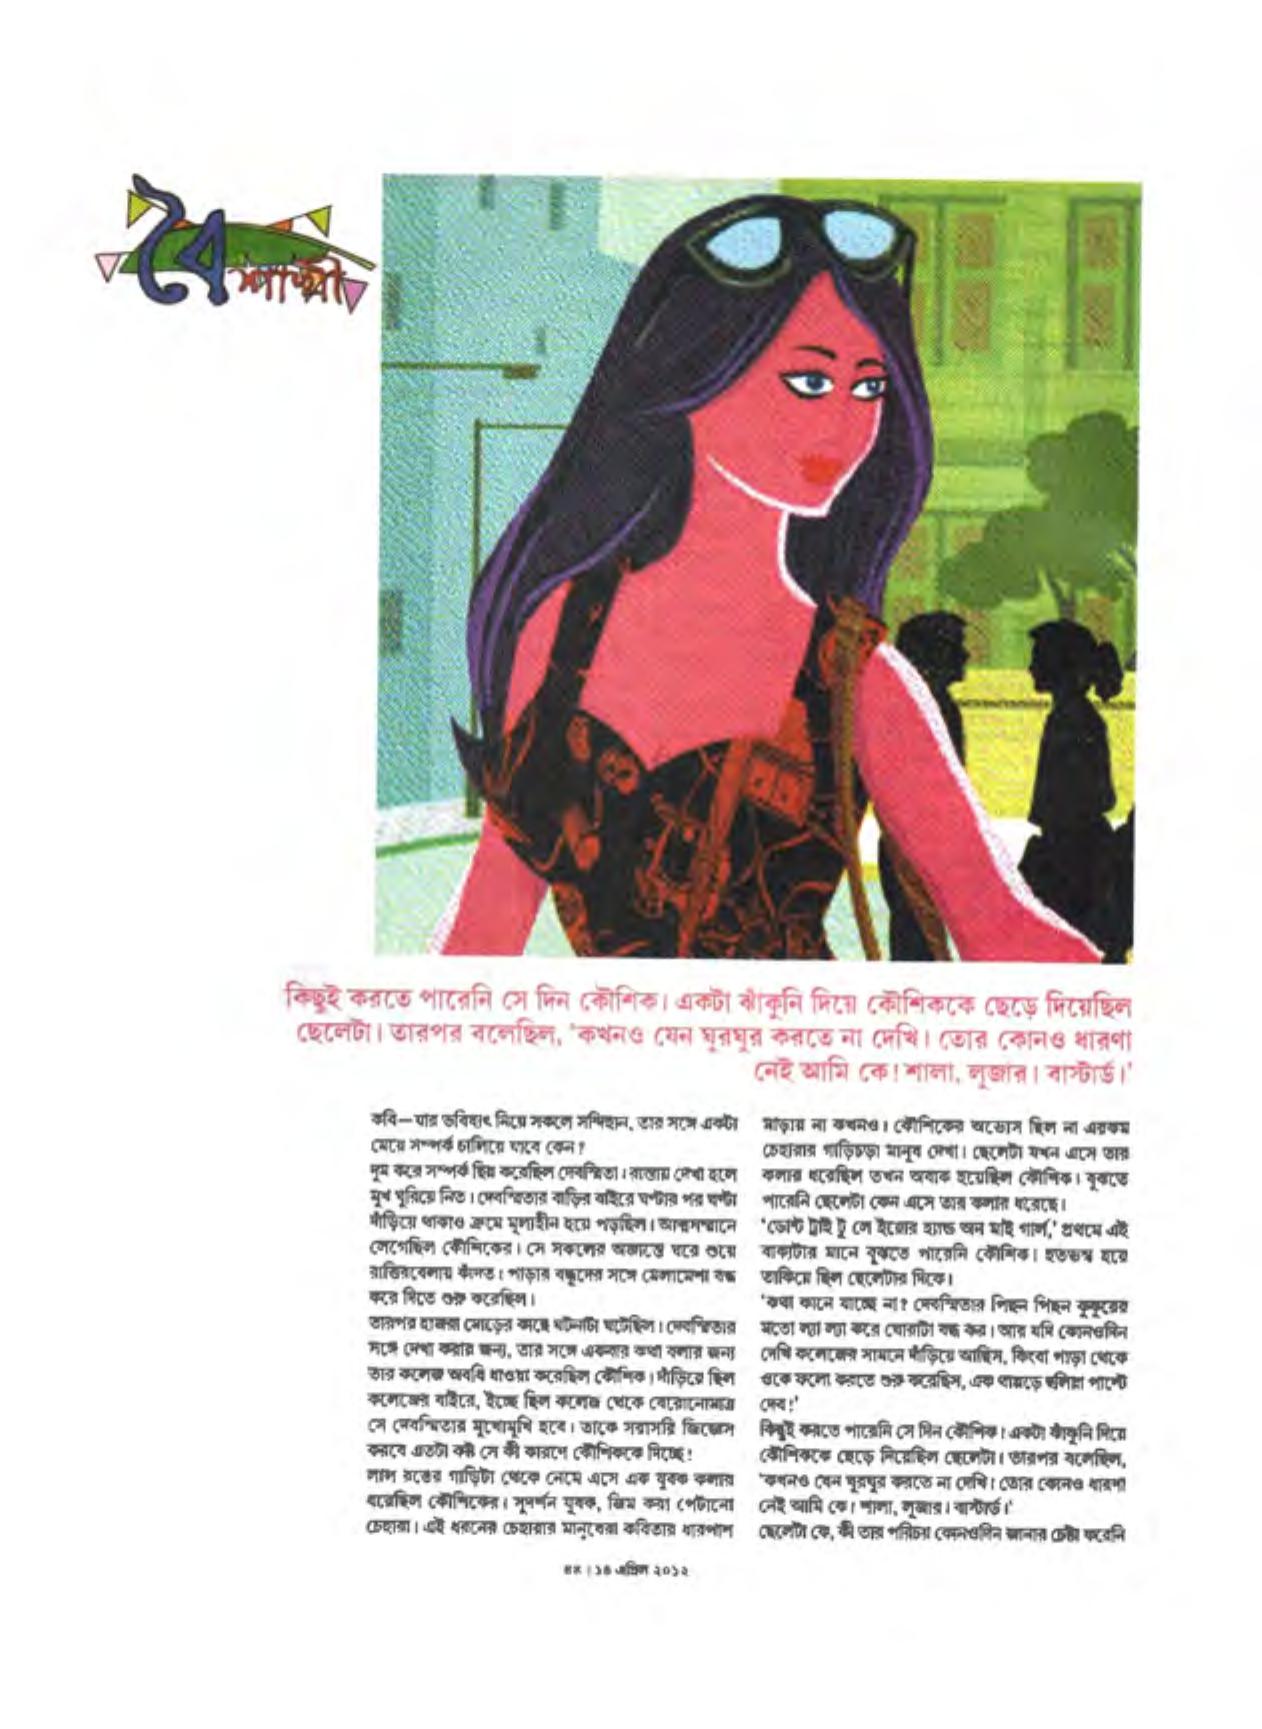 বৈশাখী
কিছুই করতে পারেনি সে দিন কৌশিক। একটা ঝাঁকুনি দিয়ে কৌশিককে ছেড়ে দিয়েছিল
ছেলেটা। তারপর বলেছিল, ‘কখনও যেন ঘুরঘুর করতে না দেখি। তোর কোনও ধারণা
নেই আমি কে! শালা, লুজার। বাস্টার্ড।’
কবি—যার ভবিষ্যৎ নিয়ে সকলে সন্দিহান, তার সঙ্গে একটা
মেয়ে সম্পর্ক চালিয়ে যাবে কেন?
দুম করে সম্পর্ক ছিন্ন করেছিল দেবস্মিতা। রাস্তায় দেখা হলে
মুখ ঘুরিয়ে নিত। দেবস্মিতার বাড়ির বাইরে ঘণ্টার পর ঘণ্টা
দাঁড়িয়ে থাকাও ক্রমে মূল্যহীন হয়ে পড়ছিল। আত্মসম্মানে
লেগেছিল কৌশিকের। সে সকলের অজান্তে ঘরে শুয়ে
রাত্তিরবেলায় কাঁদত। পাড়ার বন্ধুদের সঙ্গে মেলামেশা বন্ধ
করে দিতে শুরু করেছিল।
তারপর হাজরা মোড়ের কাছে ঘটনাটা ঘটেছিল। দেবস্মিতার
সঙ্গে দেখা করার জন্য, তার সঙ্গে একবার কথা বলার জন্য
তার কলেজ অবধি ধাওয়া করেছিল কৌশিক। দাঁড়িয়ে ছিল
কলেজের বাইরে, ইচ্ছে ছিল কলেজ থেকে বেরোনোমাত্র
সে দেবস্মিতার মুখোমুখি হবে। তাকে সরাসরি জিজ্ঞেস
করবে এতটা কষ্ট সে কী কারণে কৌশিককে দিচ্ছে!
লাল রঙের গাড়িটা থেকে নেমে এসে এক যুবক কলার
ধরেছিল কৌশিকের। সুদর্শন যুবক, জিম করা পেটানো
চেহারা। এই ধরনের চেহারার মানুষেরা কবিতার ধারপাশ
মাড়ায় না কখনও। কৌশিকের অভ্যেস ছিল না এরকম
চেহারার গাড়িচড়া মানুষ দেখা। ছেলেটা যখন এসে তার
কলার ধরেছিল তখন অবাক হয়েছিল কৌশিক। বুঝতে
পারেনি ছেলেটা কেন এসে তার কলার ধরেছে।
‘ডোন্ট ট্রাই টু লে ইয়োর হ্যান্ড অন মাই গার্ল,’ প্রথমে এই
বাক্যটার মানে বুঝতে পারেনি কৌশিক। হতভম্ব হয়ে
তাকিয়ে ছিল ছেলেটার দিকে।
‘কথা কানে যাচ্ছে না? দেবস্মিতার পিছন পিছন কুকুরের
মতো ল্যা ল্যা করে ঘোরাটা বন্ধ কর। আর যদি কোনওদিন
দেখি কলেজের সামনে দাঁড়িয়ে আছিস, কিংবা পাড়া থেকে
ওকে ফলো করতে শুরু করেছিস, এক থাপ্পড়ে হুলিয়া পাল্টে
দেব!’
কিছুই করতে পারেনি সে দিন কৌশিক। একটা ঝাঁকুনি দিয়ে
কৌশিককে ছেড়ে দিয়েছিল ছেলেটা। তারপর বলেছিল,
‘কখনও যেন ঘুরঘুর করতে না দেখি। তোর কোনও ধারণা
নেই আমি কে! শালা, লুজার। বাস্টার্ড।’
ছেলেটা কে, কী তার পরিচয় কোনওদিন জানার চেষ্টা করেনি
৪৪ । ১৪ এপ্রিল ২০১২